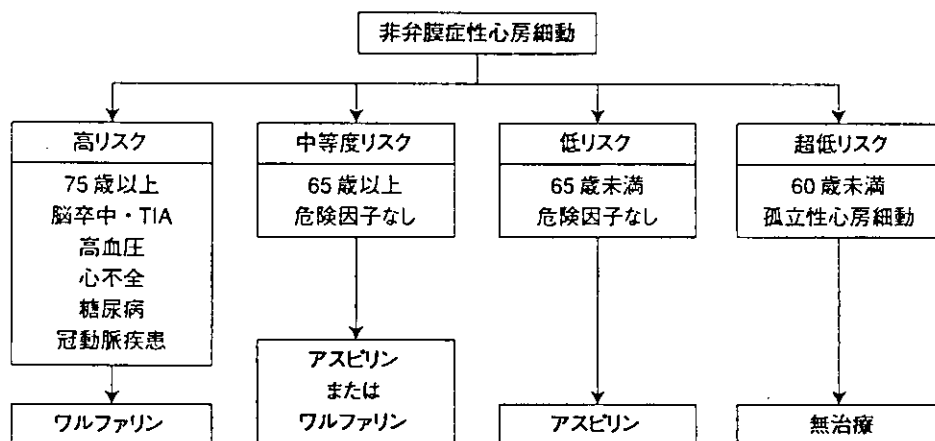 非弁膜症性心房細動
高リスク
75歳以上
脳卒中・TIA
高血圧
心不全
糖尿病
冠動脈疾患
ワルファリン
中等度リスク
65歳以上
危険因子なし
アスピリン
または
ワルファリン
低リスク
65歳未満
危険因子なし
アスピリン
超低リスク
60歳未満
孤立性心房細動
無治療